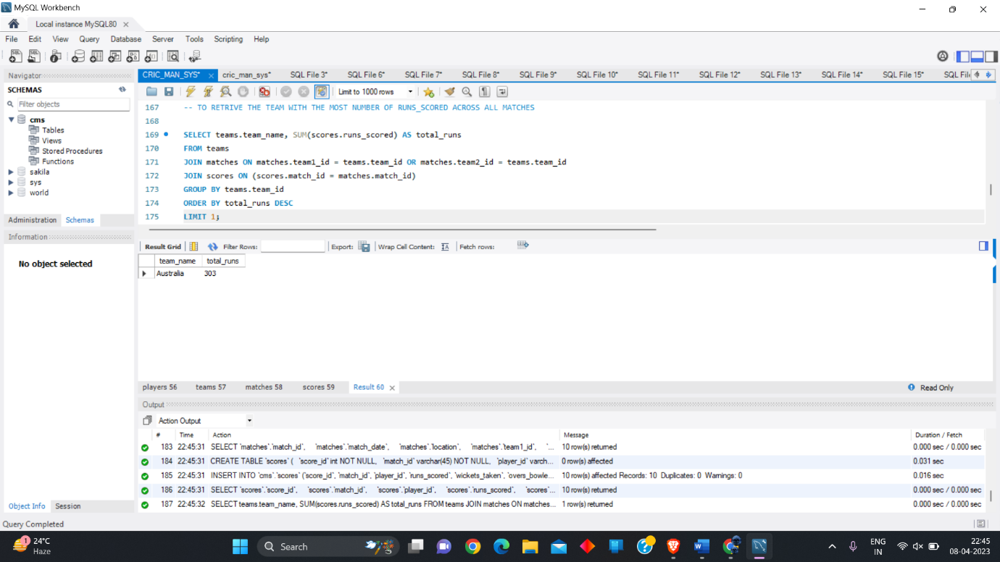 MySQL Workbench
Local instance MySQL80
File Edit View Query Database Server Tools Scripting Help
Navigator
SCHEMAS
Filter objects
cms
Tables
Views
Stored Procedures
Functions
sakila
sys
world
Administration Schemas
Information
No object selected
Object Info Session
CRIC_MAN_SYS* cric_man_sys* SQL File 3* SQL File 6* SQL File 7* SQL File 8* SQL File 9* SQL File 10* SQL File 11* SQL File 12* SQL File 13* SQL File 14* SQL File 15* SQL Fil
Limit to 1000 rows
167 -- TO RETRIVE THE TEAM WITH THE MOST NUMBER OF RUNS_SCORED ACROSS ALL MATCHES
168
169 SELECT teams.team_name, SUM(scores.runs_scored) AS total_runs
170 FROM teams
171 JOIN matches ON matches.team1_id = teams.team_id OR matches.team2_id = teams.team_id
172 JOIN scores ON (scores.match_id = matches.match_id)
173 GROUP BY teams.team_id
174 ORDER BY total_runs DESC
175 LIMIT 1;
Result Grid Filter Rows: Export: Wrap Cell Content: Fetch rows:
team_name total_runs
Australia 303
players 56 teams 57 matches 58 scores 59 Result 60 Read Only
Output
Action Output
# Time Action Message Duration / Fetch
183 22:45:31 SELECT `matches`.`match_id`, `matches`.`match_date`, `matches`.`location`, `matches`.`team1_id`, `... 10 row(s) returned 0.000 sec / 0.000 sec
184 22:45:31 CREATE TABLE `scores` ( `score_id` int NOT NULL, `match_id` varchar(45) NOT NULL, `player_id` varch... 0 row(s) affected 0.031 sec
185 22:45:31 INSERT INTO `cms`.`scores` (`score_id`, `match_id`, `player_id`, `runs_scored`, `wickets_taken`, `overs_bowle... 10 row(s) affected Records: 10 Duplicates: 0 Warnings: 0 0.016 sec
186 22:45:31 SELECT `scores`.`score_id`, `scores`.`match_id`, `scores`.`player_id`, `scores`.`runs_scored`, `scores`... 10 row(s) returned 0.000 sec / 0.000 sec
187 22:45:32 SELECT teams.team_name, SUM(scores.runs_scored) AS total_runs FROM teams JOIN matches ON matches... 1 row(s) returned 0.000 sec / 0.000 sec
Query Completed
1
24°C
Haze
Search
ENG
IN
22:45
08-04-2023